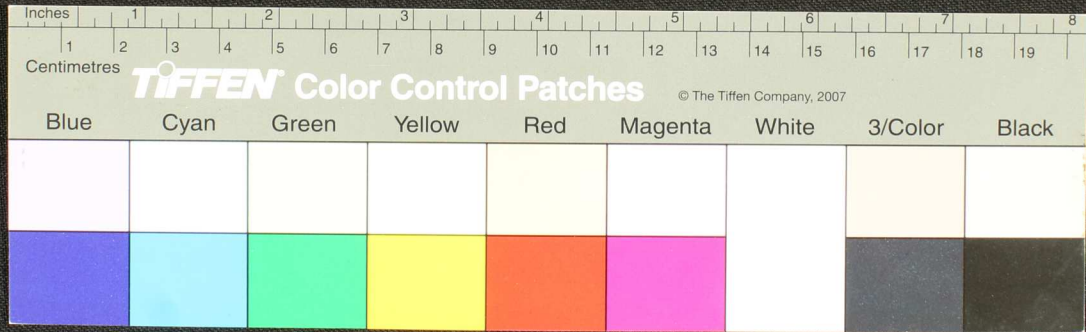 Inches 1 2 3 4 5 6 7 8
1 2 3 4 5 6 7 8 9 10 11 12 13 14 15 16 17 18 19
Centimetres
TIFFEN® Color Control Patches © The Tiffen Company, 2007
Blue Cyan Green Yellow Red Magenta White 3/Color Black